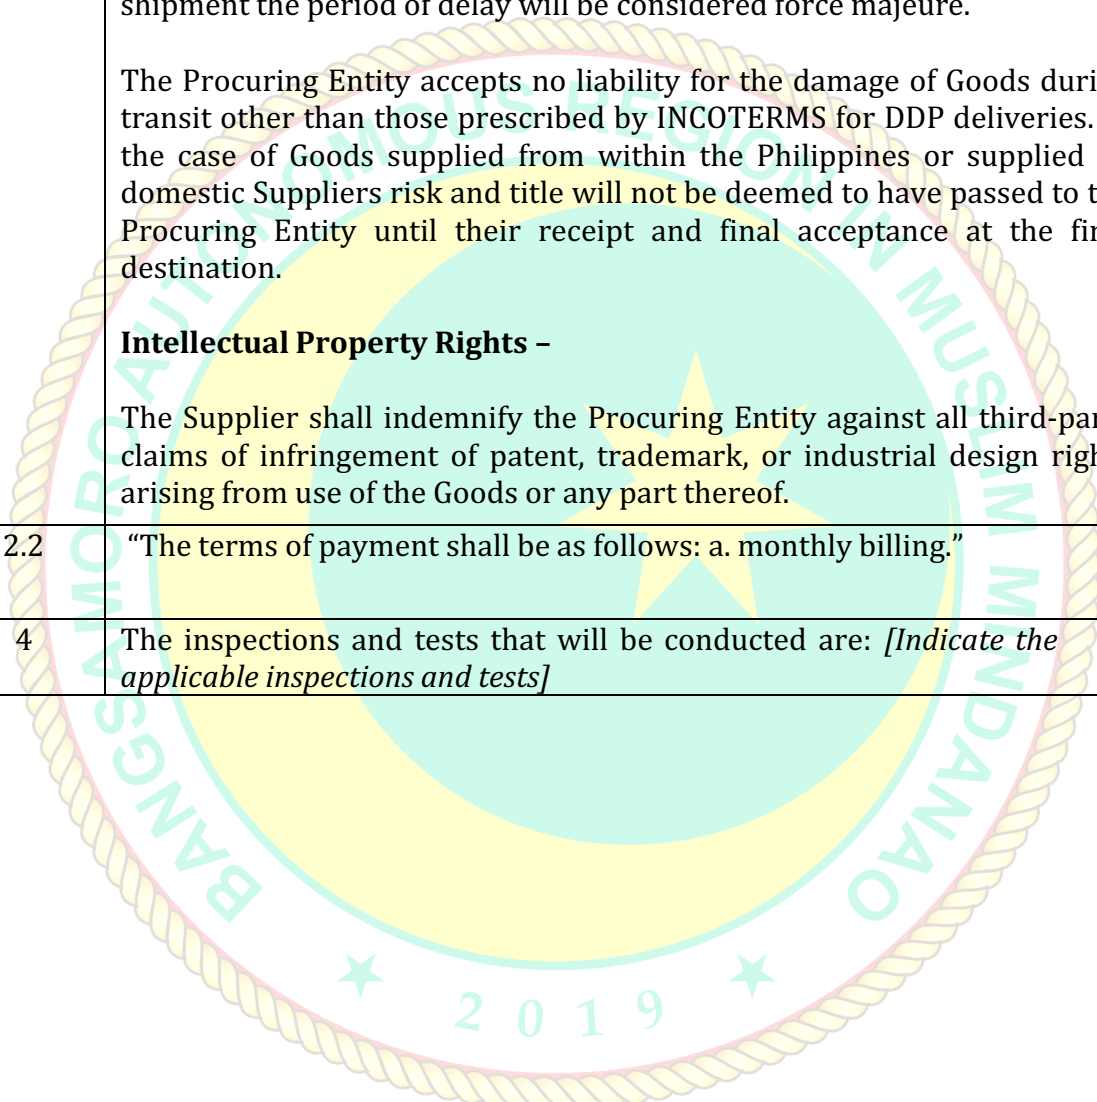 shipment the period of delay will be considered force majeure.
The Procuring Entity accepts no liability for the damage of Goods duri
transit other than those prescribed by INCOTERMS for DDP deliveries.
the case of Goods supplied from within the Philippines or supplied
domestic Suppliers risk and title will not be deemed to have passed to t
Procuring Entity until their receipt and final acceptance at the fin
destination.
Intellectual Property Rights –
The Supplier shall indemnify the Procuring Entity against all third-par
claims of infringement of patent, trademark, or industrial design righ
arising from use of the Goods or any part thereof.
2.2 “The terms of payment shall be as follows: a. monthly billing.”
4 The inspections and tests that will be conducted are: [Indicate the
applicable inspections and tests]
BANGSAMORO AUTONOMOUS REGION IN MUSLIM MINDANAO
2019